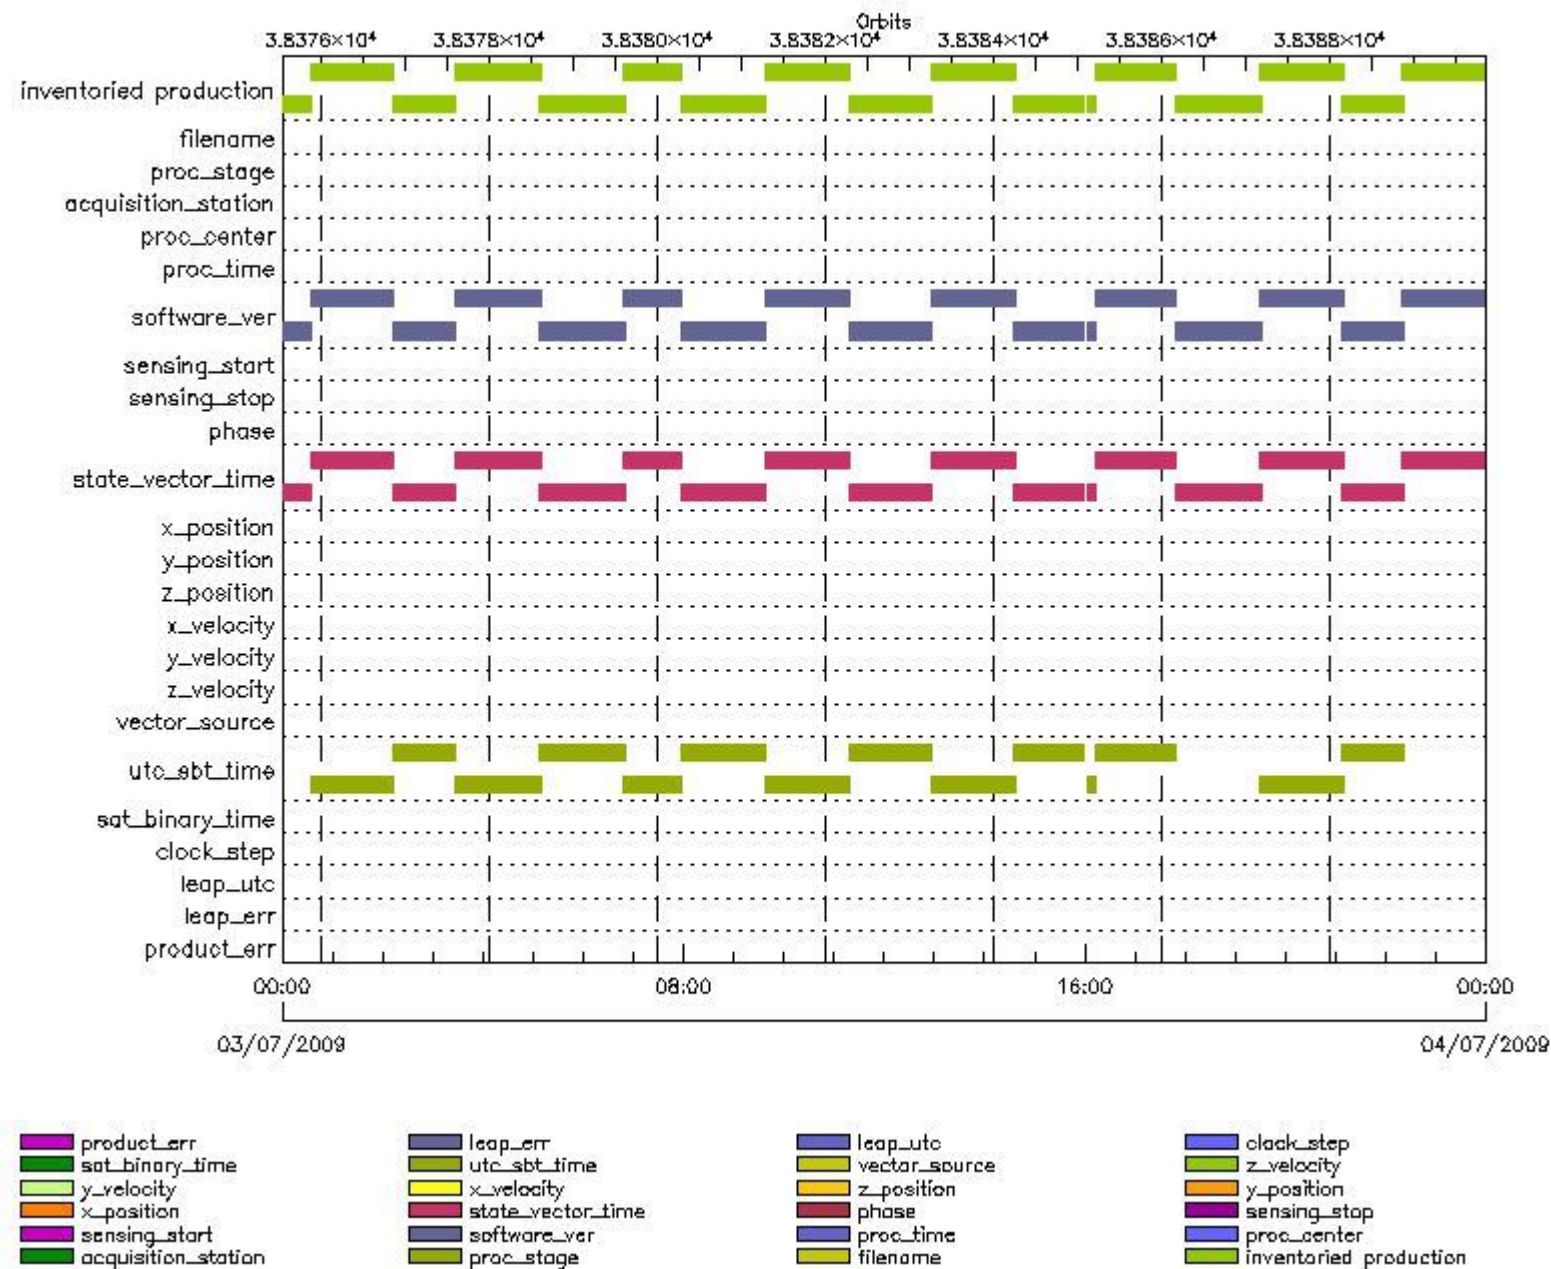 Orbits
3.8376×10⁴ 3.8378×10⁴ 3.8380×10⁴ 3.8382×10⁴ 3.8384×10⁴ 3.8386×10⁴ 3.8388×10⁴
inventoried production
filename
proc_stage
acquisition_station
proc_center
proc_time
software_ver
sensing_start
sensing_stop
phase
state_vector_time
x_position
y_position
z_position
x_velocity
y_velocity
z_velocity
vector_source
utc_sbt_time
sat_binary_time
clock_step
leap_utc
leap_err
product_err
00:00 08:00 16:00 00:00
03/07/2009 04/07/2009
product_err leap_err leap_utc clock_step
sat_binary_time utc_sbt_time vector_source z_velocity
y_velocity x_velocity z_position y_position
x_position state_vector_time phase sensing_stop
sensing_start software_ver proc_time proc_center
acquisition_station proc_stage filename inventoried production